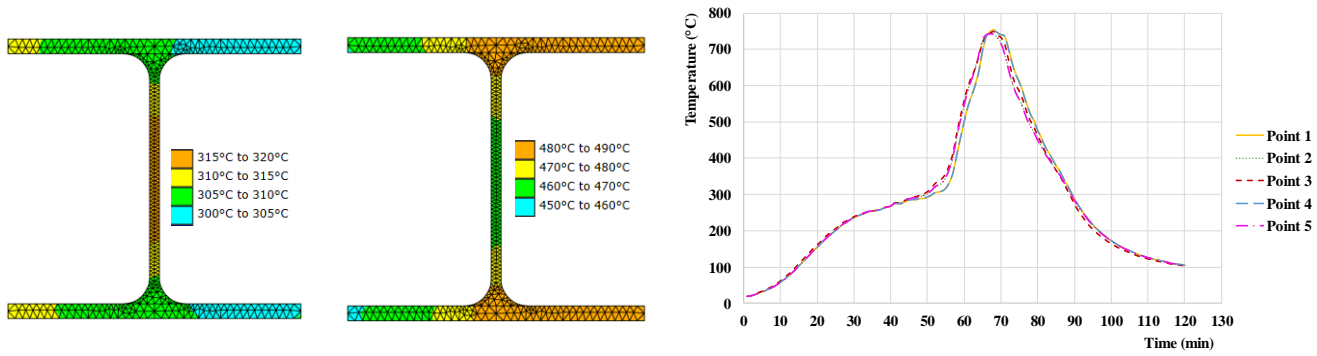 315°C to 320°C
310°C to 315°C
305°C to 310°C
300°C to 305°C
480°C to 490°C
470°C to 480°C
460°C to 470°C
450°C to 460°C
Temperature (°C)
800
700
600
500
400
300
200
100
0
0 10 20 30 40 50 60 70 80 90 100 110 120 130
Time (min)
Point 1
Point 2
Point 3
Point 4
Point 5